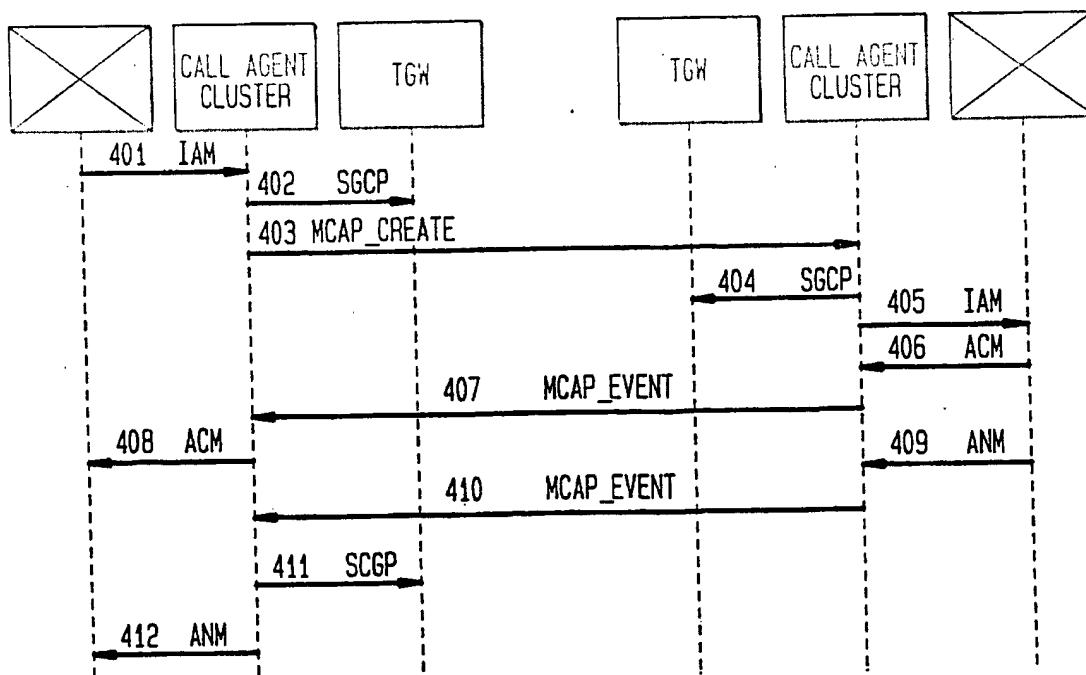 CALL AGENT
CLUSTER
TGW
TGW
CALL AGENT
CLUSTER
401 IAM
402 SGCP
403 MCAP_CREATE
404 SGCP
405 IAM
406 ACM
407 MCAP_EVENT
408 ACM
409 ANM
410 MCAP_EVENT
411 SCGP
412 ANM